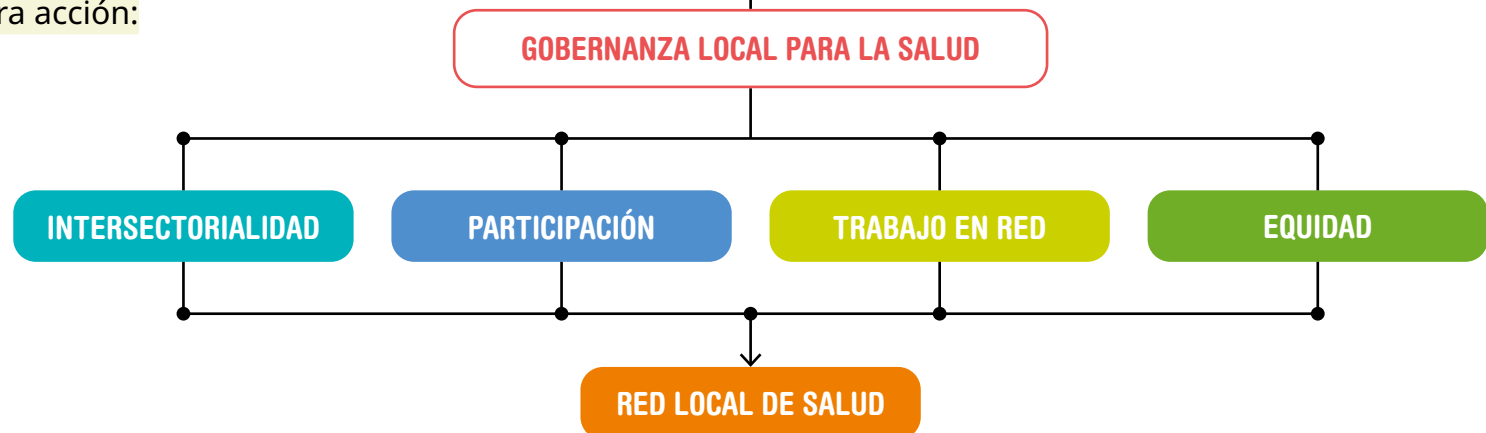 ra acción:
GOBERNANZA LOCAL PARA LA SALUD
INTERSECTORIALIDAD
PARTICIPACIÓN
TRABAJO EN RED
EQUIDAD
RED LOCAL DE SALUD